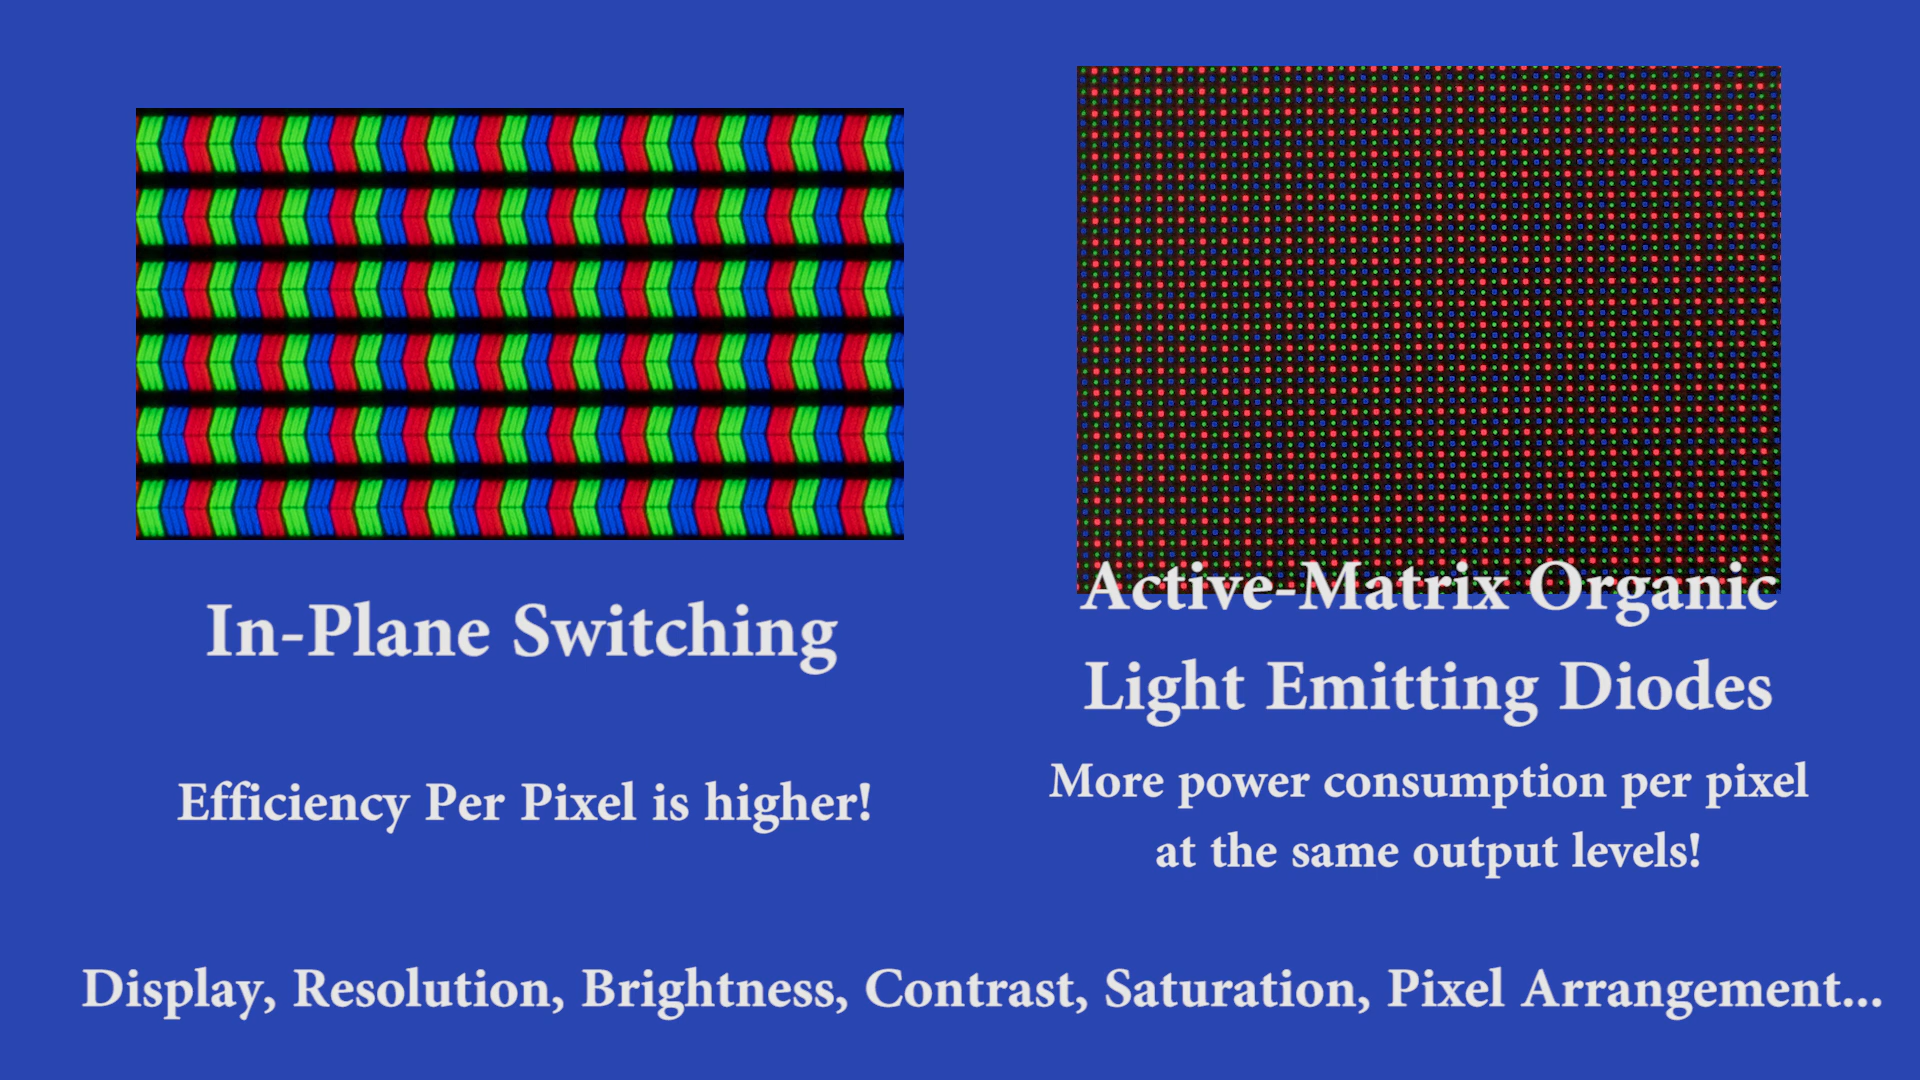 In-Plane Switching
Efficiency Per Pixel is higher!
Active-Matrix Organic
Light Emitting Diodes
More power consumption per pixel
at the same output levels!
Display, Resolution, Brightness, Contrast, Saturation, Pixel Arrangement...